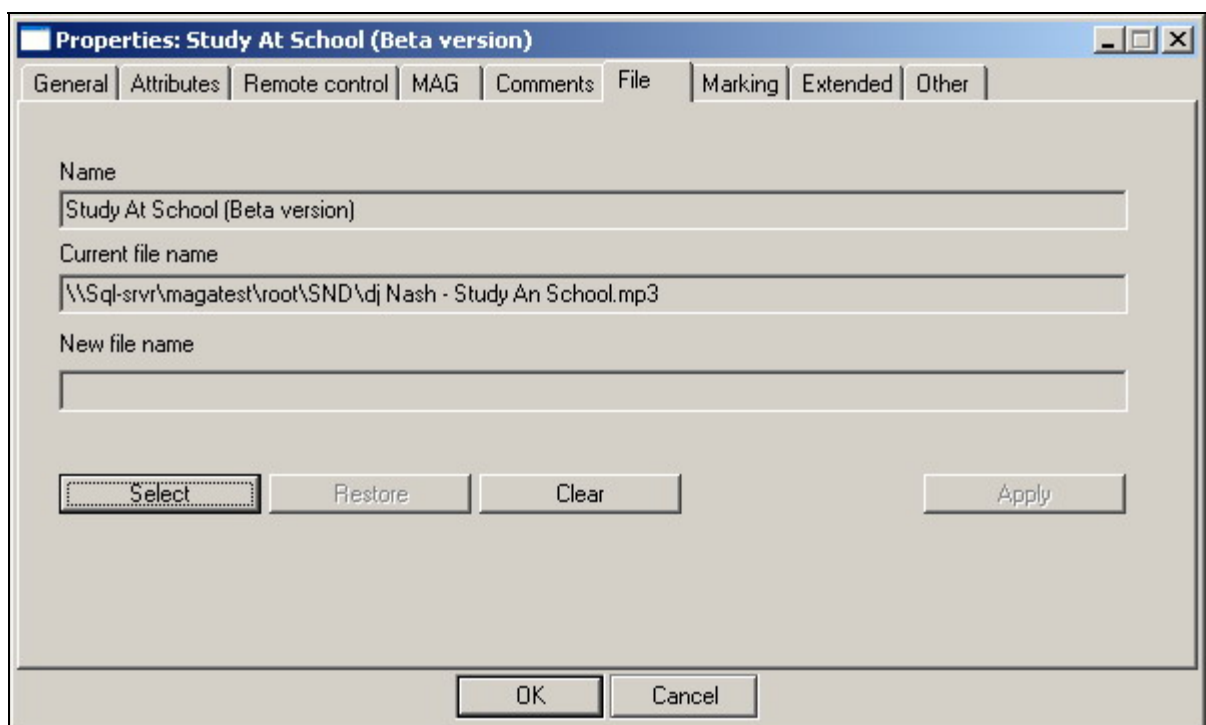 Properties: Study At School (Beta version)
General Attributes Remote control MAG Comments File Marking Extended Other
Name
Study At School (Beta version)
Current file name
\\Sql-srvr\magatest\root\SND\dj Nash - Study An School.mp3
New file name
Select Restore Clear Apply
OK Cancel